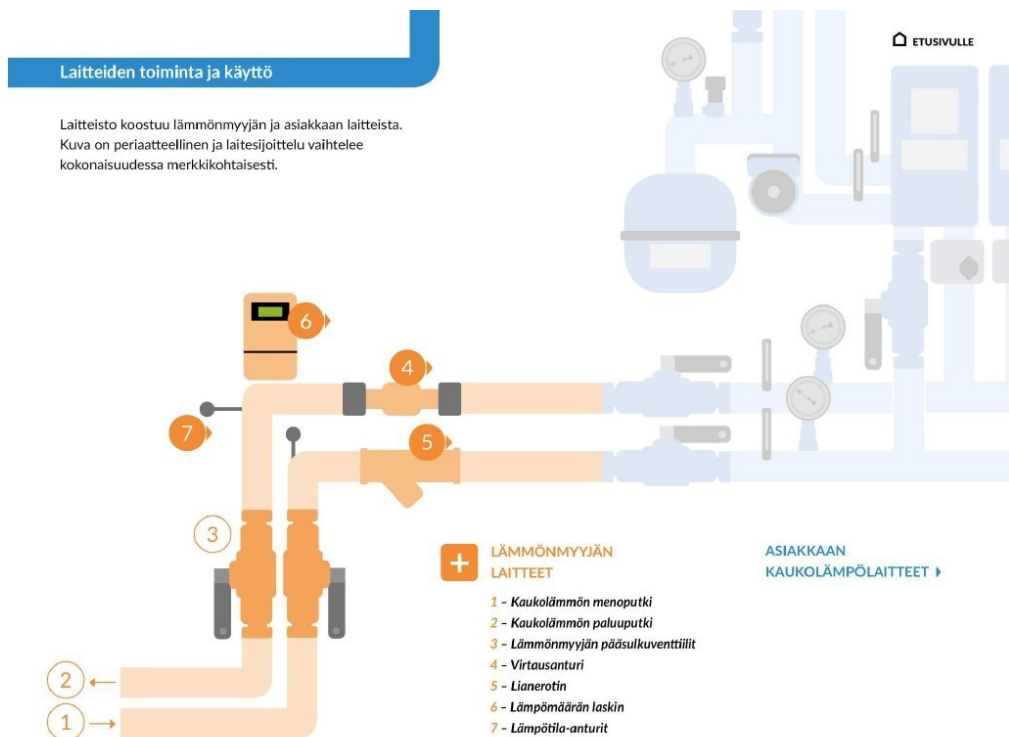 ETUSIVULLE
Laitteiden toiminta ja käyttö
Laitteisto koostuu lämmönmyyjän ja asiakkaan laitteista.
Kuva on periaatteellinen ja laitesijoittelu vaihtelee
kokonaisuudessa merkkikohtaisesti.
6
4
7
5
3
2
1
LÄMMÖNMYYJÄN
LAITTEET
1 – Kaukolämmön menoputki
2 – Kaukolämmön paluuputki
3 – Lämmönmyyjän pääsulkuventtiilit
4 – Virtausanturi
5 – Lianerotin
6 – Lämpömäärän laskin
7 – Lämpötila-anturit
ASIAKKAAN
KAUKOLÄMPÖLAITTEET